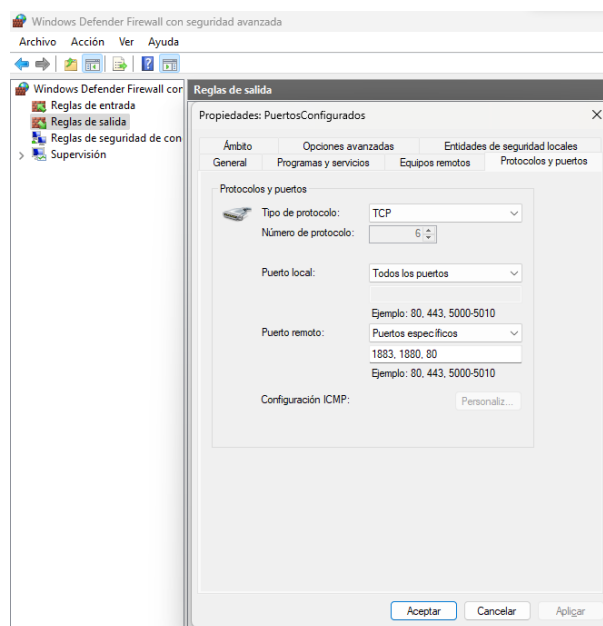 Windows Defender Firewall con seguridad avanzada
Archivo Acción Ver Ayuda
Windows Defender Firewall cor
Reglas de entrada
Reglas de salida
Reglas de seguridad de con
Supervisión
Reglas de salida
Propiedades: PuertosConfigurados
Ámbito Opciones avanzadas Entidades de seguridad locales
General Programas y servicios Equipos remotos Protocolos y puertos
Protocolos y puertos
Tipo de protocolo: TCP
Número de protocolo: 6
Puerto local: Todos los puertos
Ejemplo: 80, 443, 5000-5010
Puerto remoto: Puertos específicos
1883, 1880, 80
Ejemplo: 80, 443, 5000-5010
Configuración ICMP: Personaliz...
Aceptar Cancelar Aplicar